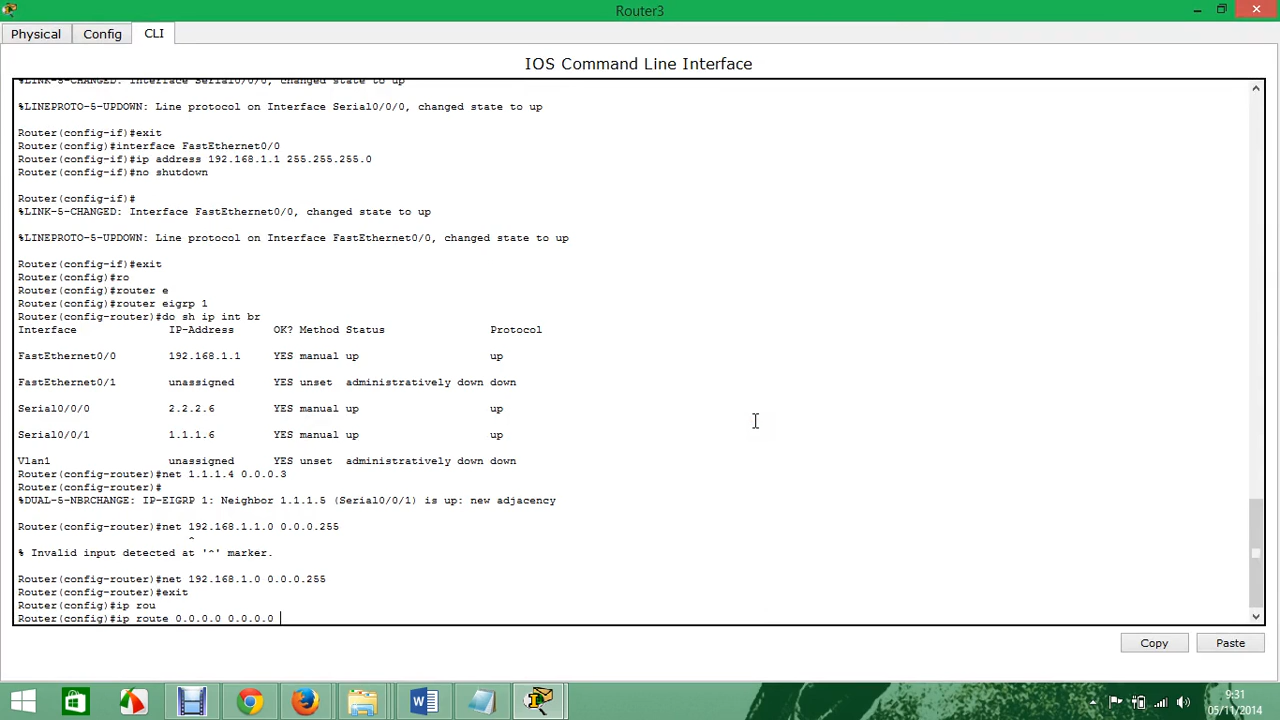 Router3
Physical Config CLI
IOS Command Line Interface
%LINK-5-CHANGED: Interface Serial0/0/0, changed state to up
%LINEPROTO-5-UPDOWN: Line protocol on Interface Serial0/0/0, changed state to up
Router(config-if)#exit
Router(config)#interface FastEthernet0/0
Router(config-if)#ip address 192.168.1.1 255.255.255.0
Router(config-if)#no shutdown
Router(config-if)#
%LINK-5-CHANGED: Interface FastEthernet0/0, changed state to up
%LINEPROTO-5-UPDOWN: Line protocol on Interface FastEthernet0/0, changed state to up
Router(config-if)#exit
Router(config)#ro
Router(config)#router e
Router(config)#router eigrp 1
Router(config-router)#do sh ip int br
Interface IP-Address OK? Method Status Protocol
FastEthernet0/0 192.168.1.1 YES manual up up
FastEthernet0/1 unassigned YES unset administratively down down
Serial0/0/0 2.2.2.6 YES manual up up
Serial0/0/1 1.1.1.6 YES manual up up
Vlan1 unassigned YES unset administratively down down
Router(config-router)#net 1.1.1.4 0.0.0.3
Router(config-router)#
%DUAL-5-NBRCHANGE: IP-EIGRP 1: Neighbor 1.1.1.5 (Serial0/0/1) is up: new adjacency
Router(config-router)#net 192.168.1.1.0 0.0.0.255
^
% Invalid input detected at '^' marker.
Router(config-router)#net 192.168.1.0 0.0.0.255
Router(config-router)#exit
Router(config)#ip rou
Router(config)#ip route 0.0.0.0 0.0.0.0
Copy Paste
9:31
05/11/2014